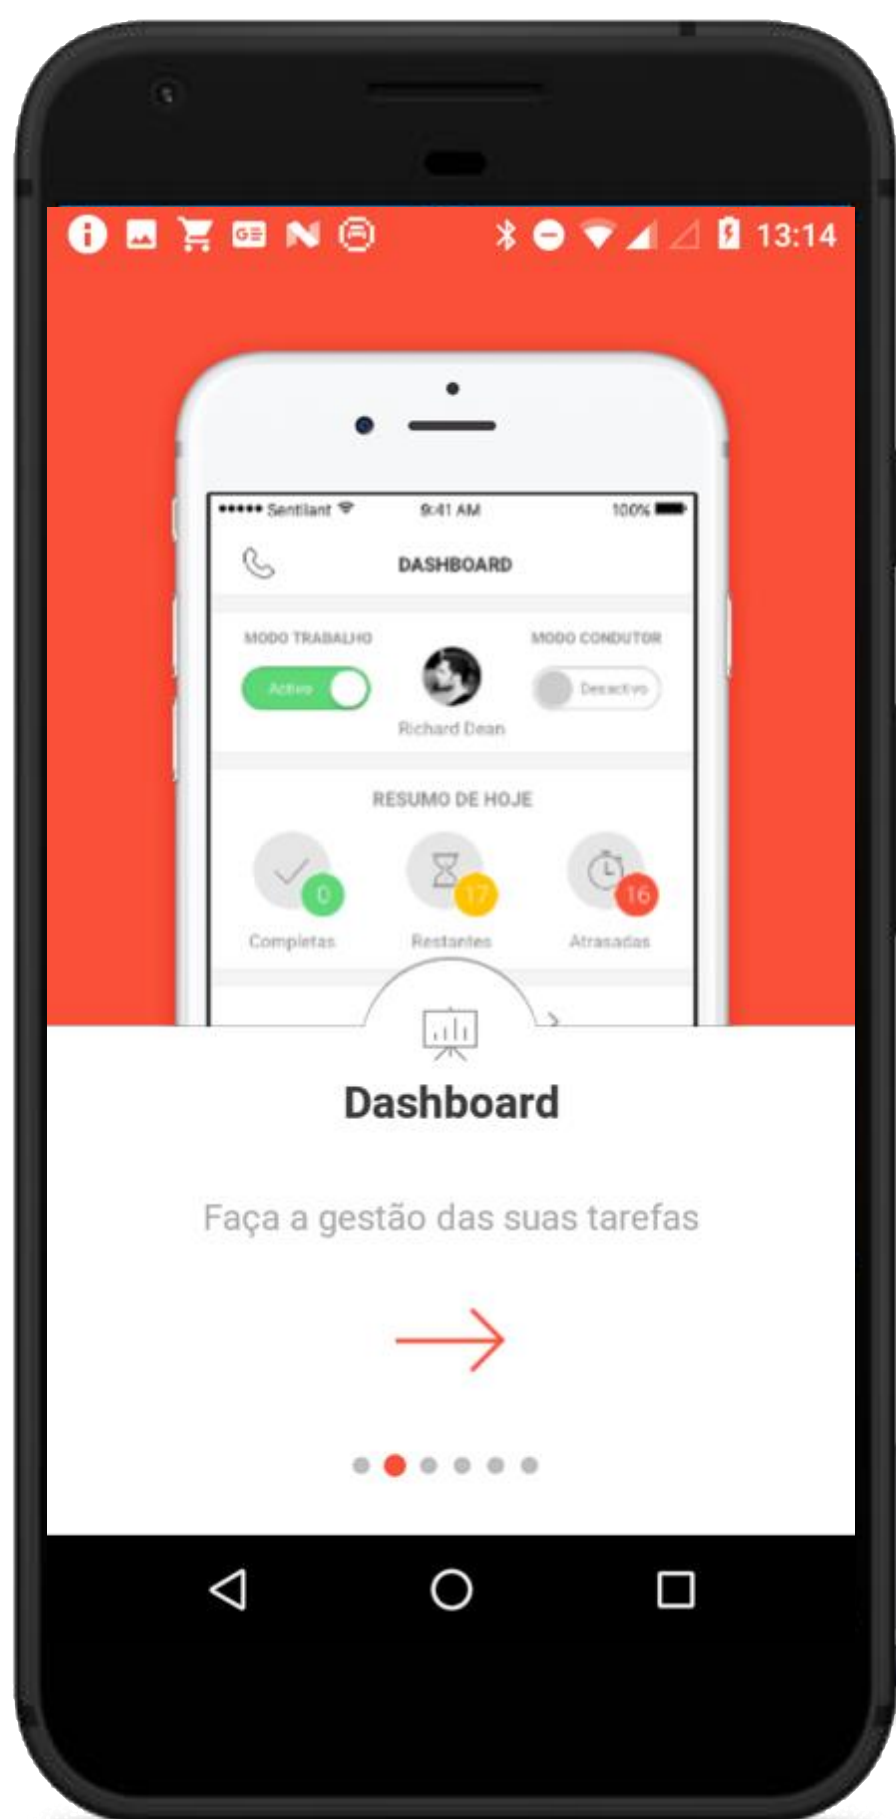 13:14
Sentilant 9:41 AM 100%
DASHBOARD
MODO TRABALHO MODO CONDUTOR
Activo Desactivo
Richard Dean
RESUMO DE HOJE
0 17 16
Completas Restantes Atrasadas
Dashboard
Faça a gestão das suas tarefas